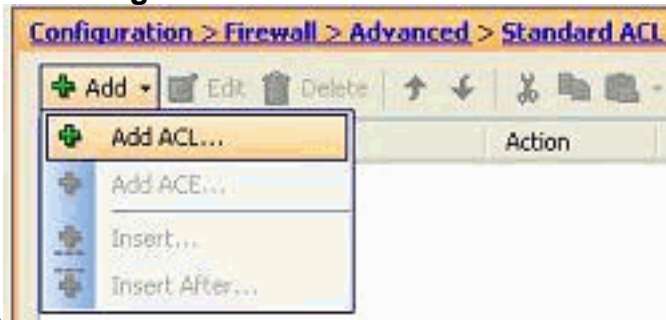 Configuration > Firewall > Advanced > Standard ACL
Add Edit Delete
Add ACL... Action
Add ACE...
Insert...
Insert After...